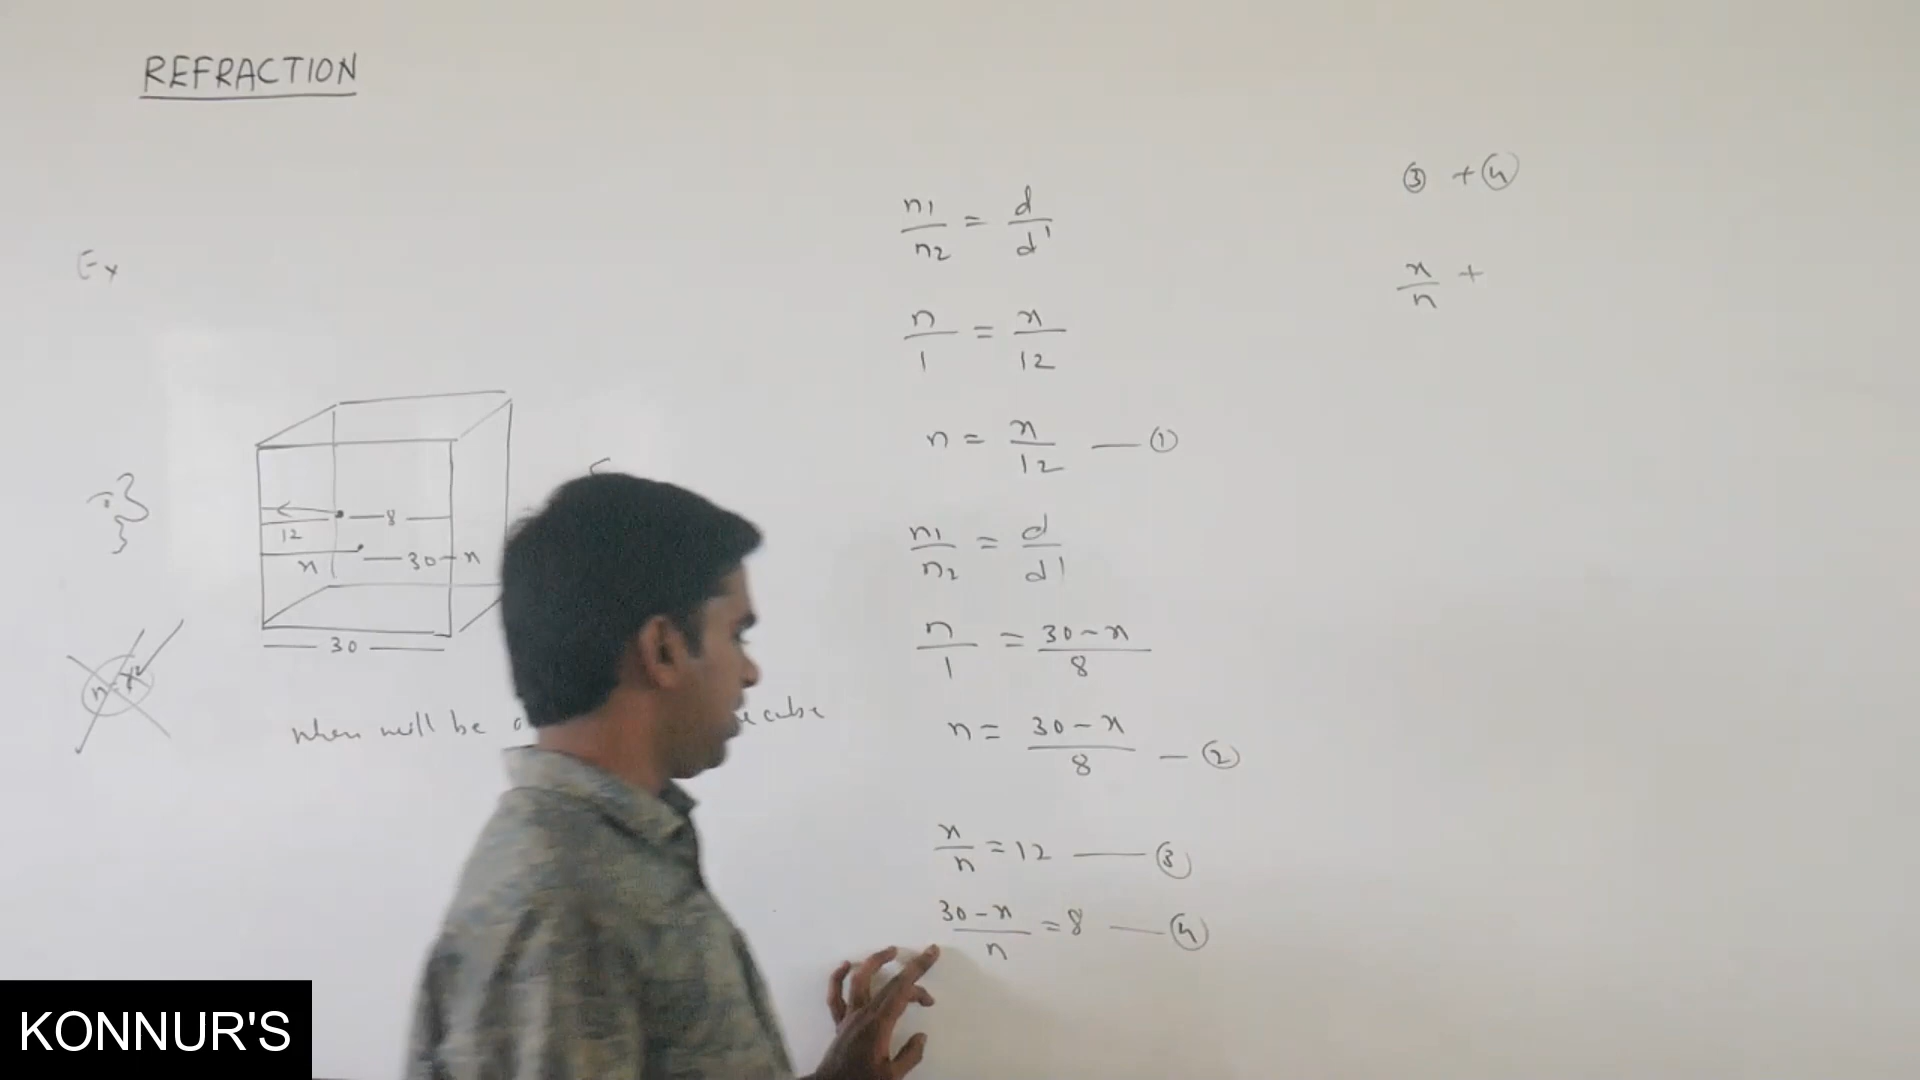 REFRACTION
Ex
12
8
x
30-x
30
when will be
cube
n1/n2 = d/d'
n/1 = x/12
n = x/12 — ①
n1/n2 = d/d'
n/1 = 30-x/8
n = 30-x/8 — ②
x/n = 12 — ③
30-x/n = 8 — ④
③ + ④
x/n +
KONNUR'S